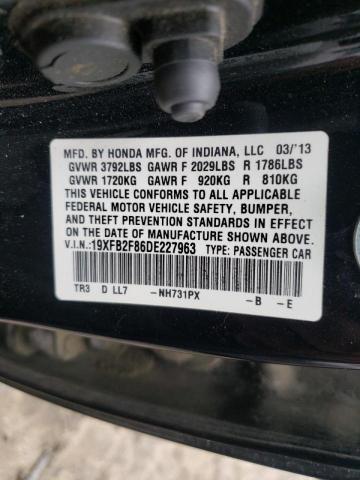 MFD. BY HONDA MFG. OF INDIANA, LLC 03/'13
GVWR 3792LBS GAWR F 2029LBS R 1786LBS
GVWR 1720KG GAWR F 920KG R 810KG
THIS VEHICLE CONFORMS TO ALL APPLICABLE
FEDERAL MOTOR VEHICLE SAFETY, BUMPER,
AND THEFT PREVENTION STANDARDS IN EFFECT
ON THE DATE OF MANUFACTURE SHOWN ABOVE.
V.I.N.:19XFB2F86DE227963 TYPE: PASSENGER CAR
TR3 D LL7 -NH731PX -B -E